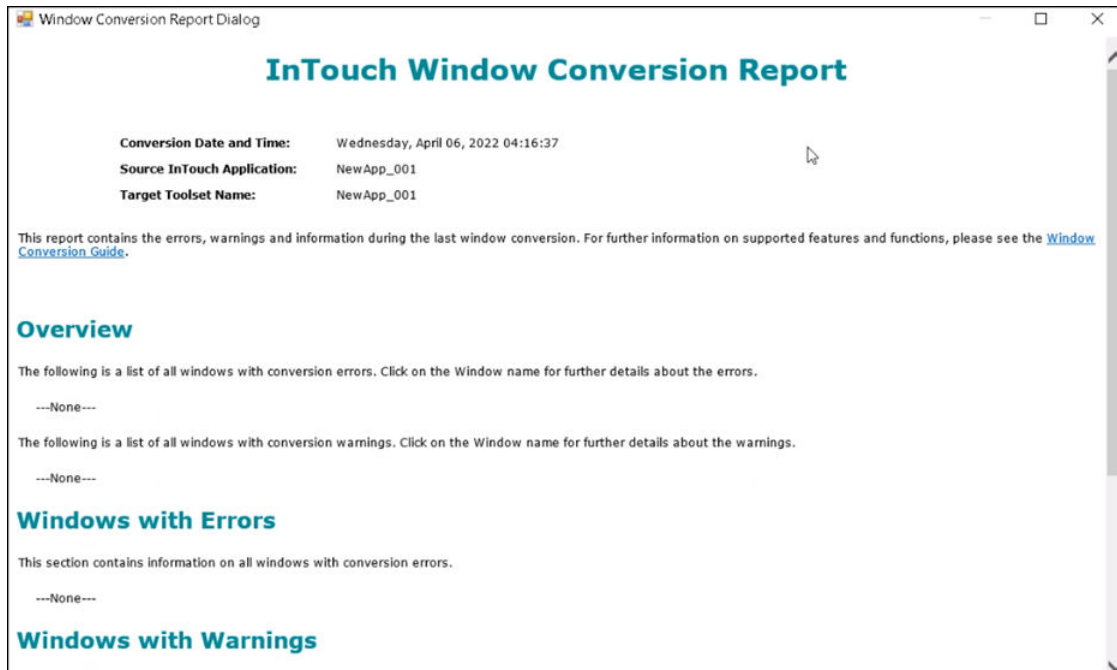 Window Conversion Report Dialog
InTouch Window Conversion Report
Conversion Date and Time: Wednesday, April 06, 2022 04:16:37
Source InTouch Application: NewApp_001
Target Toolset Name: NewApp_001
This report contains the errors, warnings and information during the last window conversion. For further information on supported features and functions, please see the Window
Conversion Guide.
Overview
The following is a list of all windows with conversion errors. Click on the Window name for further details about the errors.
---None---
The following is a list of all windows with conversion warnings. Click on the Window name for further details about the warnings.
---None---
Windows with Errors
This section contains information on all windows with conversion errors.
---None---
Windows with Warnings